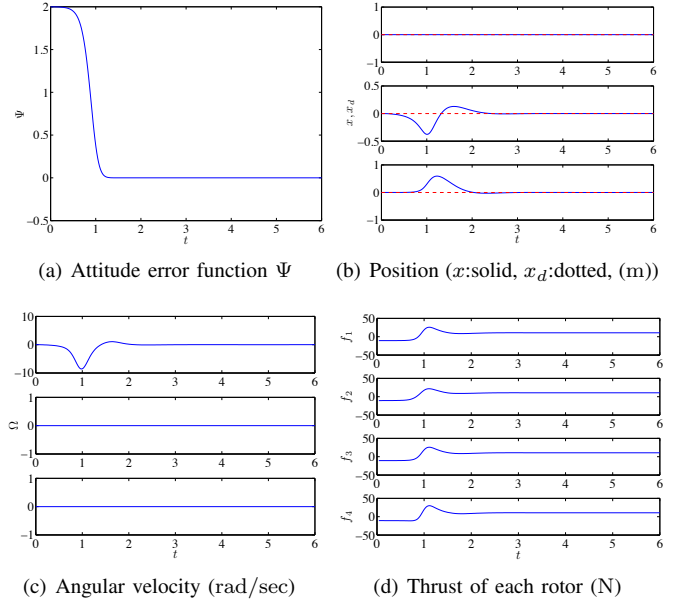 2
1.5
1
0.5
0
−0.5
Ψ
0 1 2 3 4 5 6
t
(a) Attitude error function Ψ
1
0
−1
0 1 2 3 4 5 6
0.5
0
−0.5
x, x_d
0 1 2 3 4 5 6
1
0
−1
0 1 2 3 4 5 6
t
(b) Position (x:solid, x_d:dotted, (m))
10
0
−10
0 1 2 3 4 5 6
1
0
−1
Ω
0 1 2 3 4 5 6
1
0
−1
0 1 2 3 4 5 6
t
(c) Angular velocity (rad/sec)
50
0
−50
f_1
0 1 2 3 4 5 6
50
0
−50
f_2
0 1 2 3 4 5 6
50
0
−50
f_3
0 1 2 3 4 5 6
50
0
−50
f_4
0 1 2 3 4 5 6
t
(d) Thrust of each rotor (N)